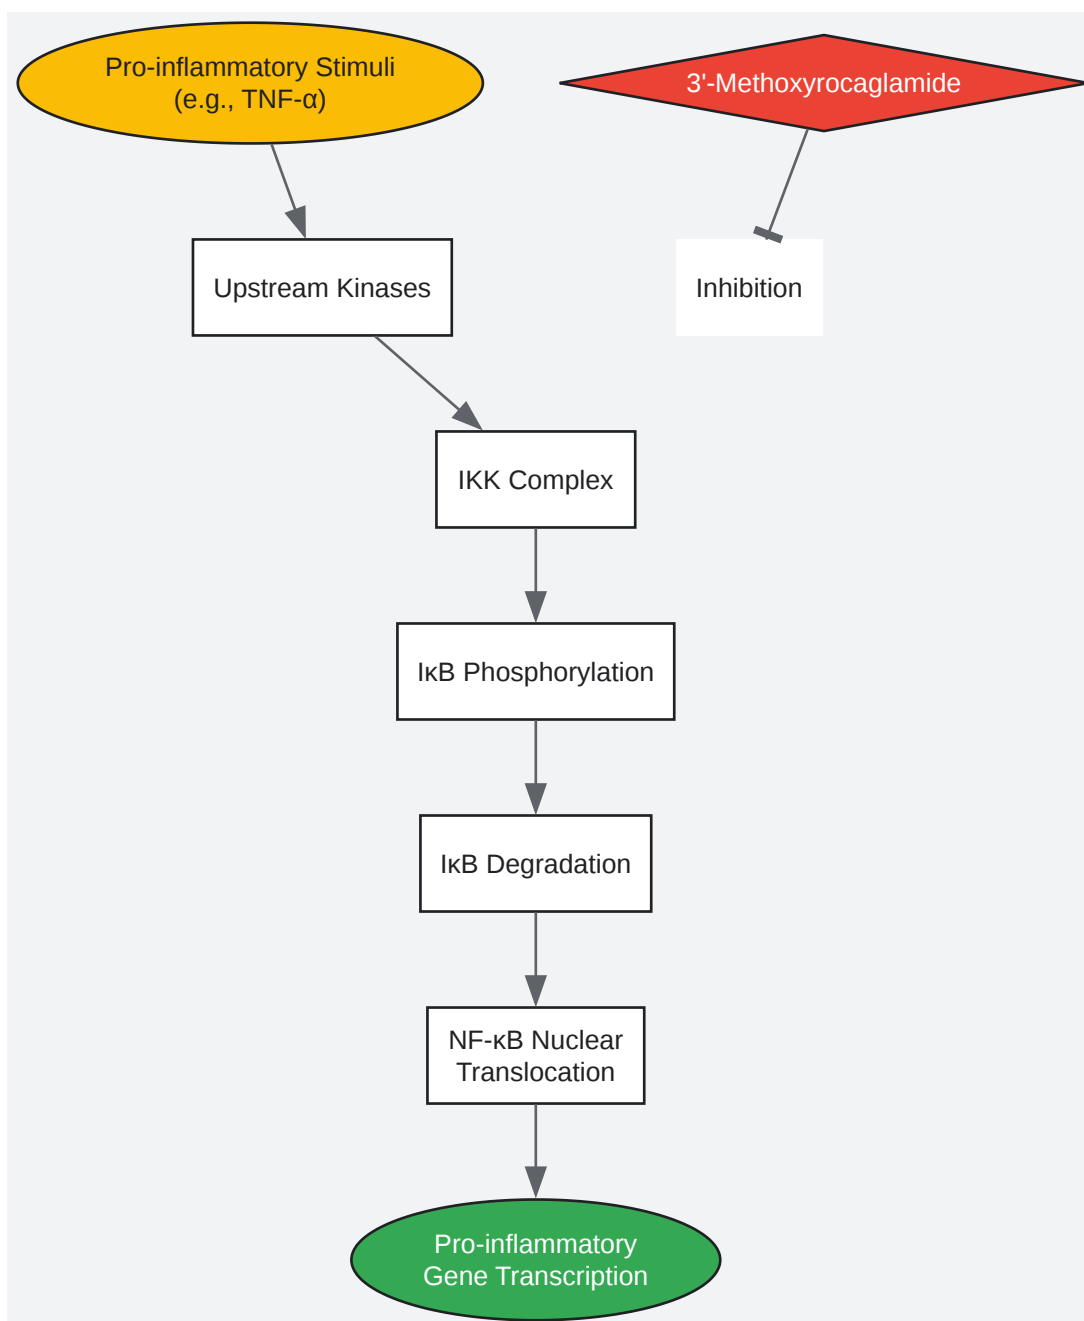 Pro-inflammatory Stimuli
(e.g., TNF-α)
3'-Methoxyrocaglamide
Upstream Kinases
Inhibition
IKK Complex
IκB Phosphorylation
IκB Degradation
NF-κB Nuclear
Translocation
Pro-inflammatory
Gene Transcription